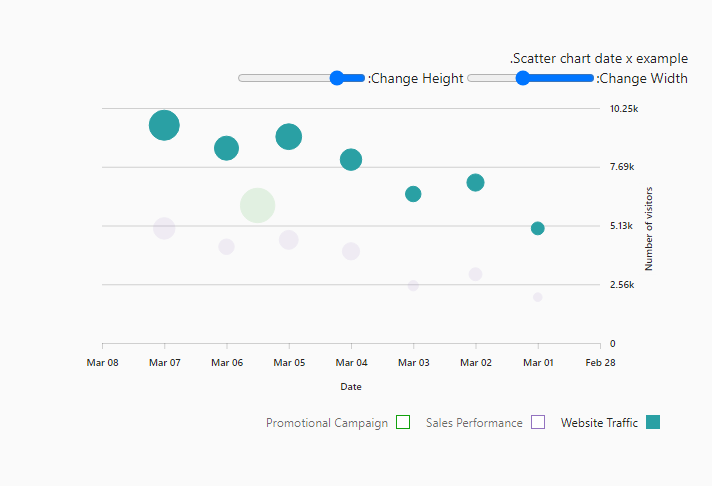 .Scatter chart date x example
:Change Height :Change Width
10.25k
7.69k
5.13k
2.56k
0
Number of visitors
Mar 08 Mar 07 Mar 06 Mar 05 Mar 04 Mar 03 Mar 02 Mar 01 Feb 28
Date
Promotional Campaign Sales Performance Website Traffic